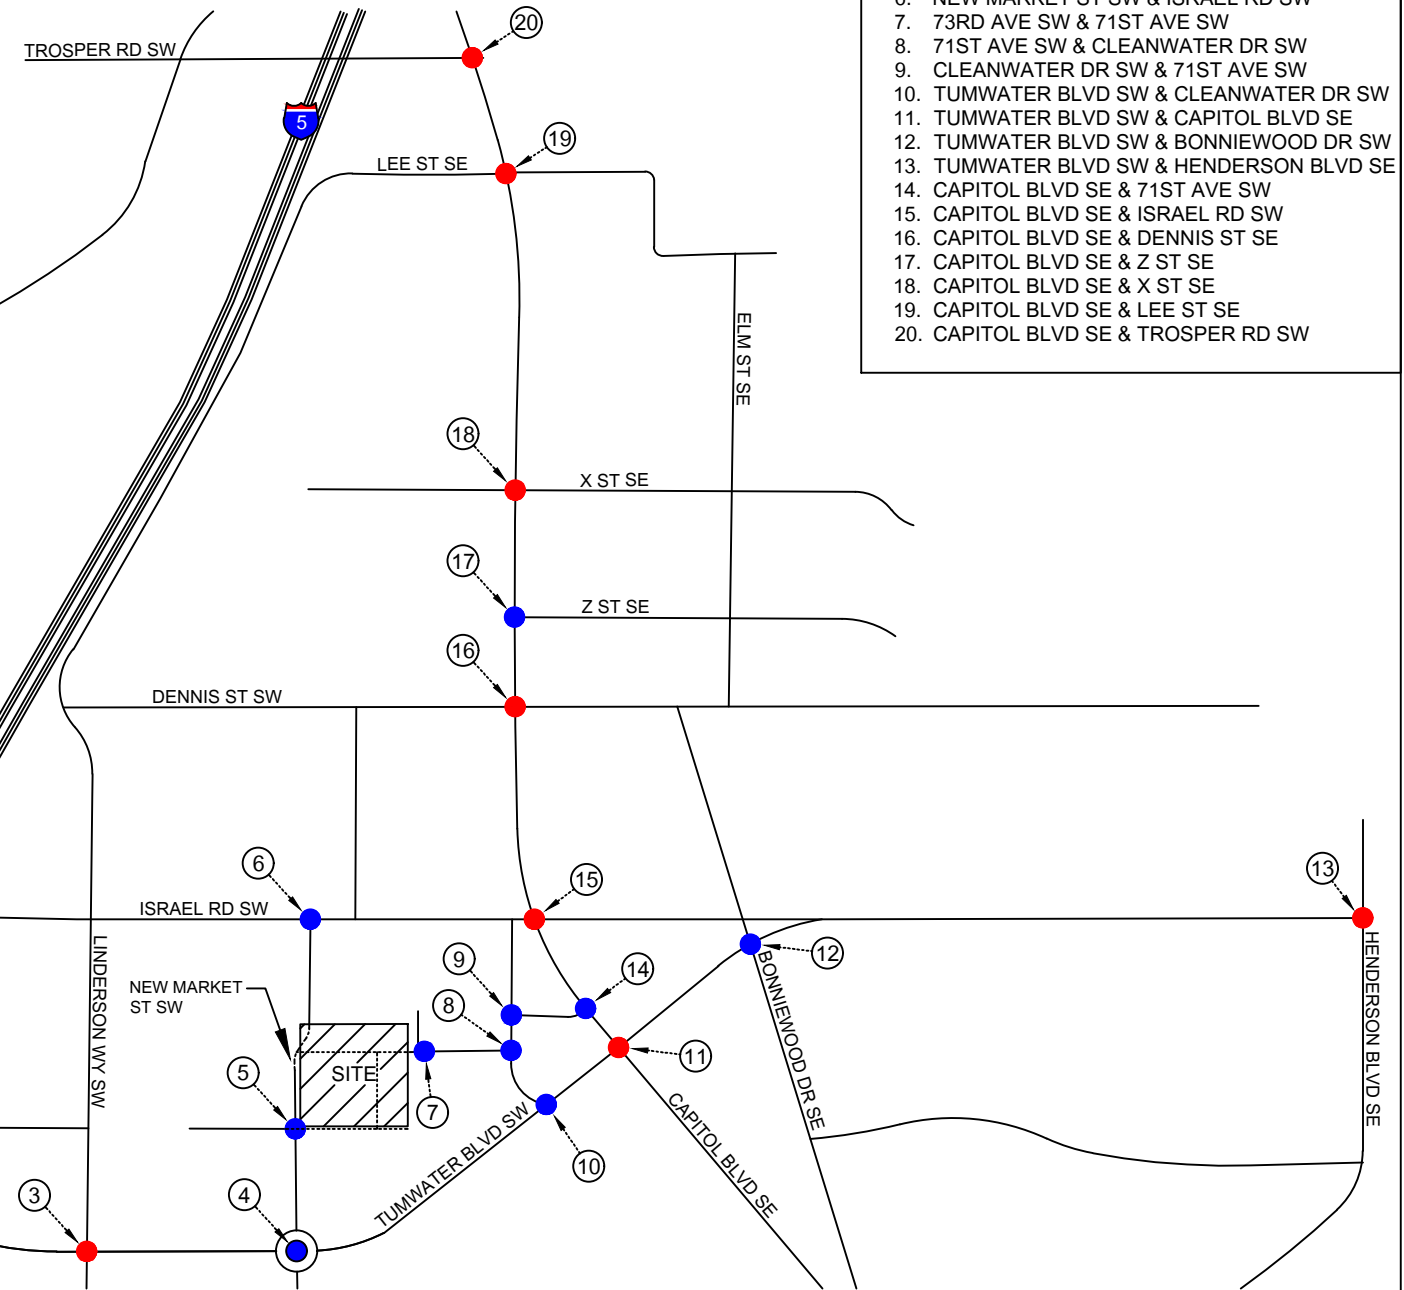 6. NEW MARKET ST SW & ISRAEL RD SW
7. 73RD AVE SW & 71ST AVE SW
8. 71ST AVE SW & CLEANWATER DR SW
9. CLEANWATER DR SW & 71ST AVE SW
10. TUMWATER BLVD SW & CLEANWATER DR SW
11. TUMWATER BLVD SW & CAPITOL BLVD SE
12. TUMWATER BLVD SW & BONNIEWOOD DR SW
13. TUMWATER BLVD SW & HENDERSON BLVD SE
14. CAPITOL BLVD SE & 71ST AVE SW
15. CAPITOL BLVD SE & ISRAEL RD SW
16. CAPITOL BLVD SE & DENNIS ST SE
17. CAPITOL BLVD SE & Z ST SE
18. CAPITOL BLVD SE & X ST SE
19. CAPITOL BLVD SE & LEE ST SE
20. CAPITOL BLVD SE & TROSPER RD SW
20
TROSPER RD SW
5
19
LEE ST SE
ELM ST SE
18
X ST SE
17
Z ST SE
16
DENNIS ST SW
6
15
13
ISRAEL RD SW
LINDERSON WY SW
NEW MARKET
ST SW
9
14
12
BONNIEWOOD DR SE
HENDERSON BLVD SE
8
11
5
SITE
7
CAPITOL BLVD SE
TUMWATER BLVD SW
10
3
4